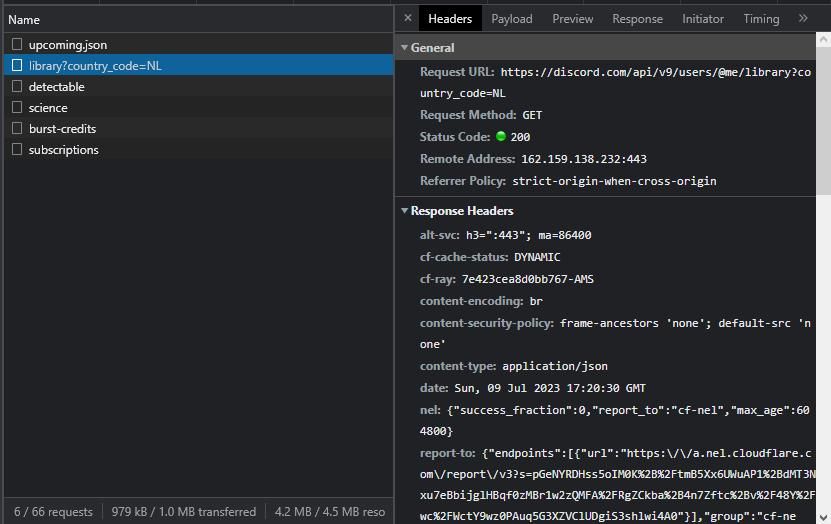 Name
upcoming.json
library?country_code=NL
detectable
science
burst-credits
subscriptions
6 / 66 requests 979 kB / 1.0 MB transferred 4.2 MB / 4.5 MB reso
× Headers Payload Preview Response Initiator Timing »
General
Request URL: https://discord.com/api/v9/users/@me/library?co
untry_code=NL
Request Method: GET
Status Code: 200
Remote Address: 162.159.138.232:443
Referrer Policy: strict-origin-when-cross-origin
Response Headers
alt-svc: h3=":443"; ma=86400
cf-cache-status: DYNAMIC
cf-ray: 7e423cea8d0bb767-AMS
content-encoding: br
content-security-policy: frame-ancestors 'none'; default-src 'n
one'
content-type: application/json
date: Sun, 09 Jul 2023 17:20:30 GMT
nel: {"success_fraction":0,"report_to":"cf-nel","max_age":60
4800}
report-to: {"endpoints":[{"url":"https:\/\/a.nel.cloudflare.c
om\/report\/v3?s=pGeNYRDHss5oIM0K%2B%2FtmB5Xx6UWuAP1%2BdMT3N
xu7eBbijglHBqf0zMBr1w2zQMFA%2FRgZCkba%2B4n7Zftc%2Bv%2F48Y%2F
wc%2FWctY9wz0PAuq5G3XZVClUDgiS3shlwi4A0"}],"group":"cf-ne